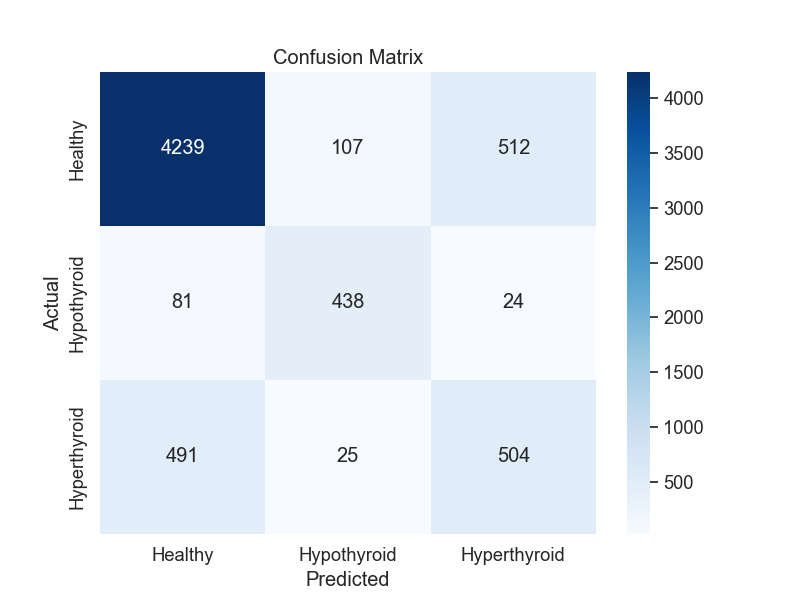 Confusion Matrix
Actual
Healthy
4239 107 512
Hypothyroid
81 438 24
Hyperthyroid
491 25 504
Healthy Hypothyroid Hyperthyroid
Predicted
4000
3500
3000
2500
2000
1500
1000
500